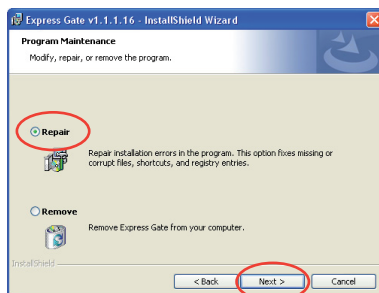 Express Gate v1.1.1.16 - InstallShield Wizard
Program Maintenance
Modify, repair, or remove the program.
Repair
Repair installation errors in the program. This option fixes missing or
corrupt files, shortcuts, and registry entries.
Remove
Remove Express Gate from your computer.
InstallShield
< Back Next > Cancel